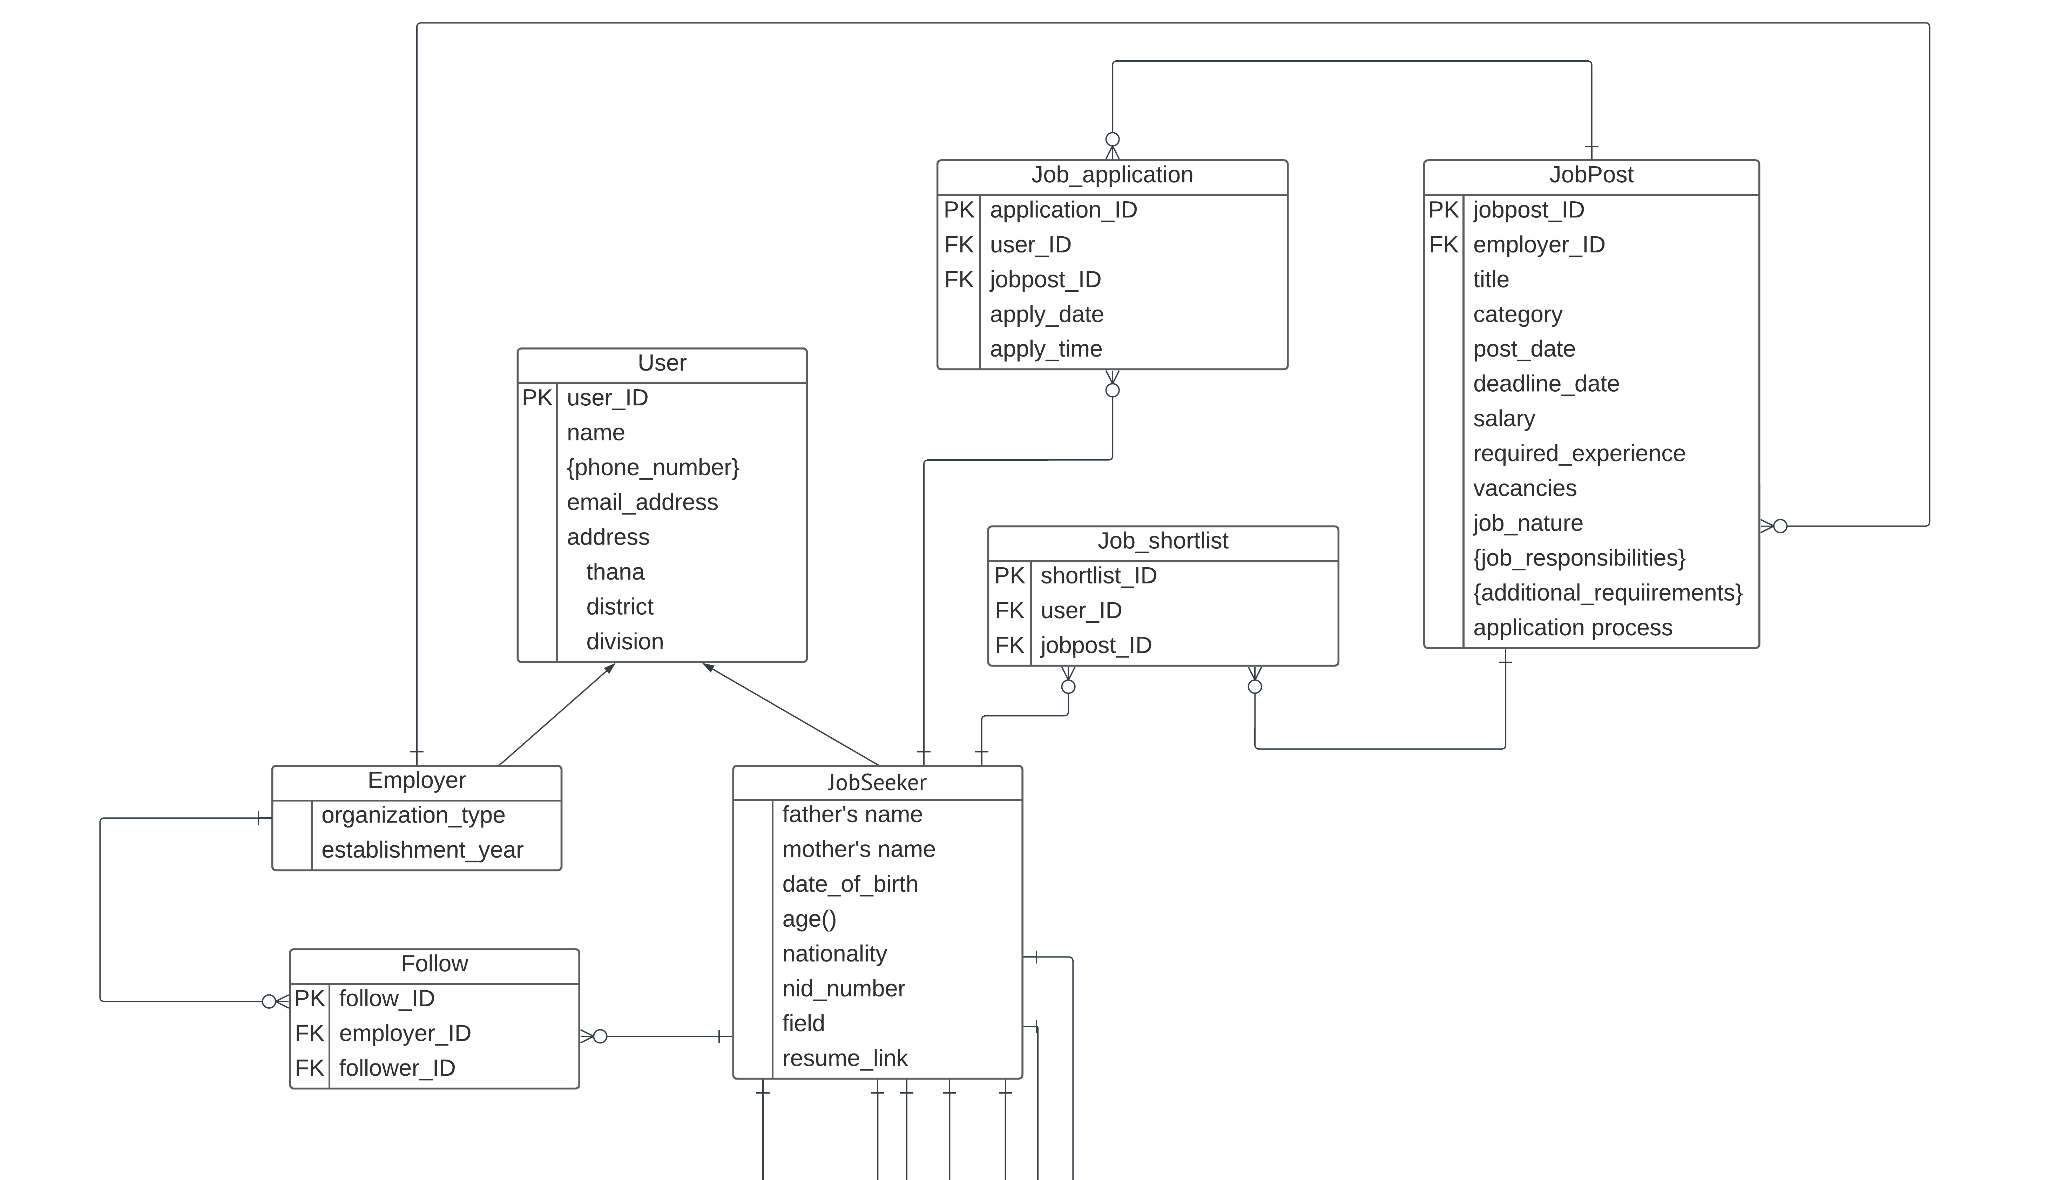 Job_application
PK application_ID
FK user_ID
FK jobpost_ID
apply_date
apply_time
JobPost
PK jobpost_ID
FK employer_ID
title
category
post_date
deadline_date
salary
required_experience
vacancies
job_nature
{job_responsibilities}
{additional_requiirements}
application process
User
PK user_ID
name
{phone_number}
email_address
address
thana
district
division
Job_shortlist
PK shortlist_ID
FK user_ID
FK jobpost_ID
Employer
organization_type
establishment_year
JobSeeker
father's name
mother's name
date_of_birth
age()
nationality
nid_number
field
resume_link
Follow
PK follow_ID
FK employer_ID
FK follower_ID